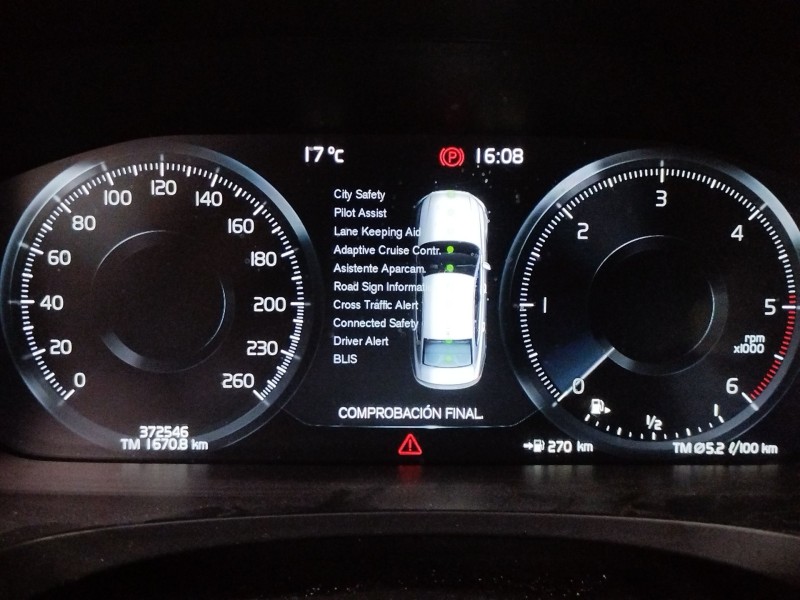 17 °C
(P) 16:08
City Safety
Pilot Assist
Lane Keeping Aid
Adaptive Cruise Contr.
Asistente Aparcam.
Road Sign Informat
Cross Traffic Alert
Connected Safety
Driver Alert
BLIS
COMPROBACIÓN FINAL.
0
20
40
60
80
100
120
140
160
180
200
230
260
372546
TM 1670.8 km
0
1
2
3
4
5
6
rpm
x1000
1/2
1
270 km
TM Ø5.2 ℓ/100 km